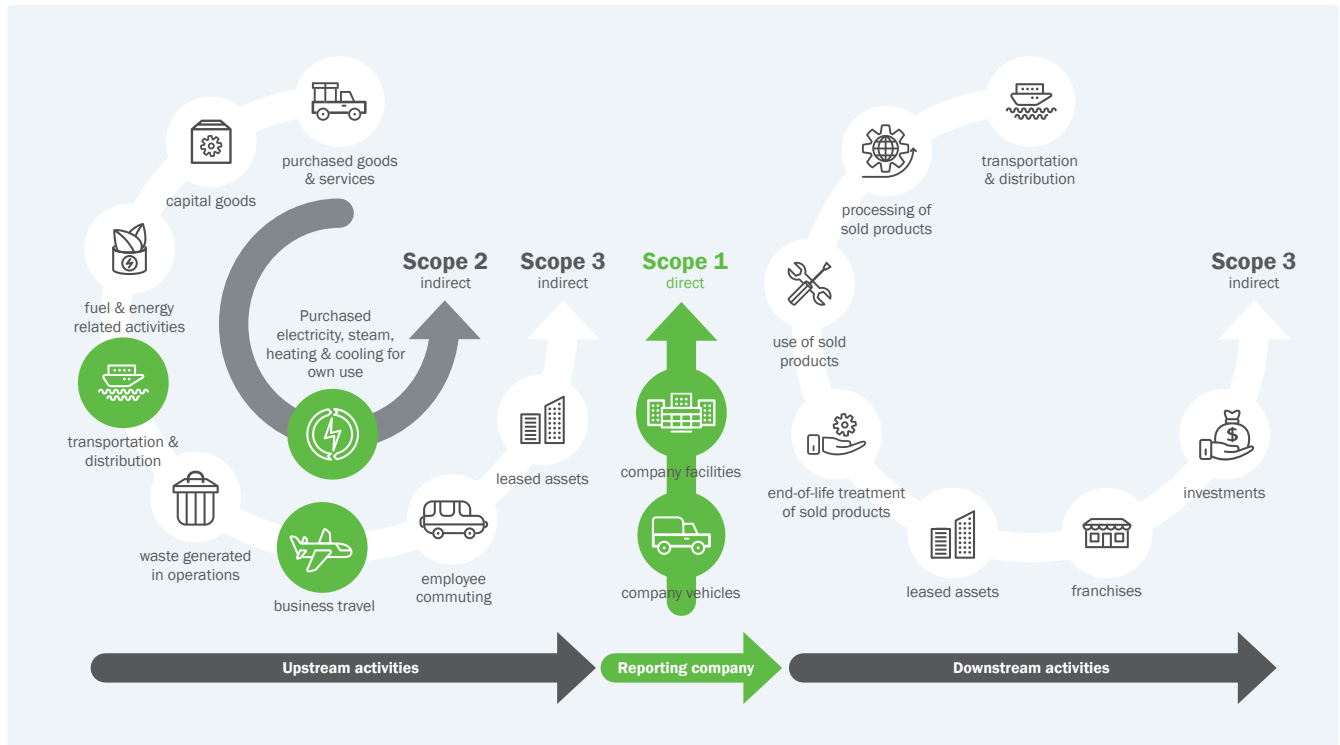 purchased goods
& services
capital goods
fuel & energy
related activities
transportation &
distribution
waste generated
in operations
business travel
employee
commuting
leased assets
Scope 3
indirect
Purchased
electricity, steam,
heating & cooling for
own use
Scope 2
indirect
Scope 1
direct
company facilities
company vehicles
transportation
& distribution
processing of
sold products
use of sold
products
end-of-life treatment
of sold products
leased assets
franchises
investments
$
Scope 3
indirect
Upstream activities
Reporting company
Downstream activities